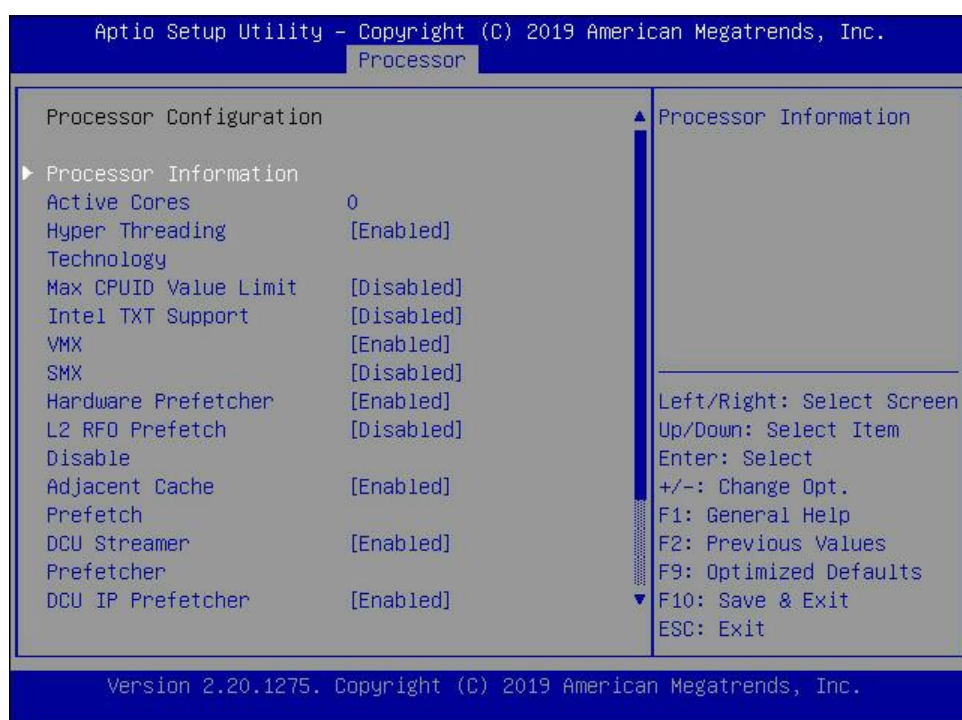 Aptio Setup Utility – Copyright (C) 2019 American Megatrends, Inc.
Processor
Processor Configuration
Processor Information
Active Cores 0
Hyper Threading [Enabled]
Technology
Max CPUID Value Limit [Disabled]
Intel TXT Support [Disabled]
VMX [Enabled]
SMX [Disabled]
Hardware Prefetcher [Enabled]
L2 RFO Prefetch [Disabled]
Disable
Adjacent Cache [Enabled]
Prefetch
DCU Streamer [Enabled]
Prefetcher
DCU IP Prefetcher [Enabled]
Processor Information
Left/Right: Select Screen
Up/Down: Select Item
Enter: Select
+/-: Change Opt.
F1: General Help
F2: Previous Values
F9: Optimized Defaults
F10: Save & Exit
ESC: Exit
Version 2.20.1275. Copyright (C) 2019 American Megatrends, Inc.